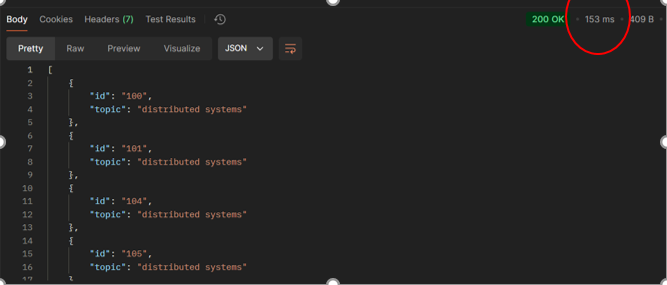 Body Cookies Headers (7) Test Results 200 OK 153 ms 409 B
Pretty Raw Preview Visualize JSON
1 [
2 {
3 "id": "100",
4 "topic": "distributed systems"
5 },
6 {
7 "id": "101",
8 "topic": "distributed systems"
9 },
10 {
11 "id": "104",
12 "topic": "distributed systems"
13 },
14 {
15 "id": "105",
16 "topic": "distributed systems"
17 }